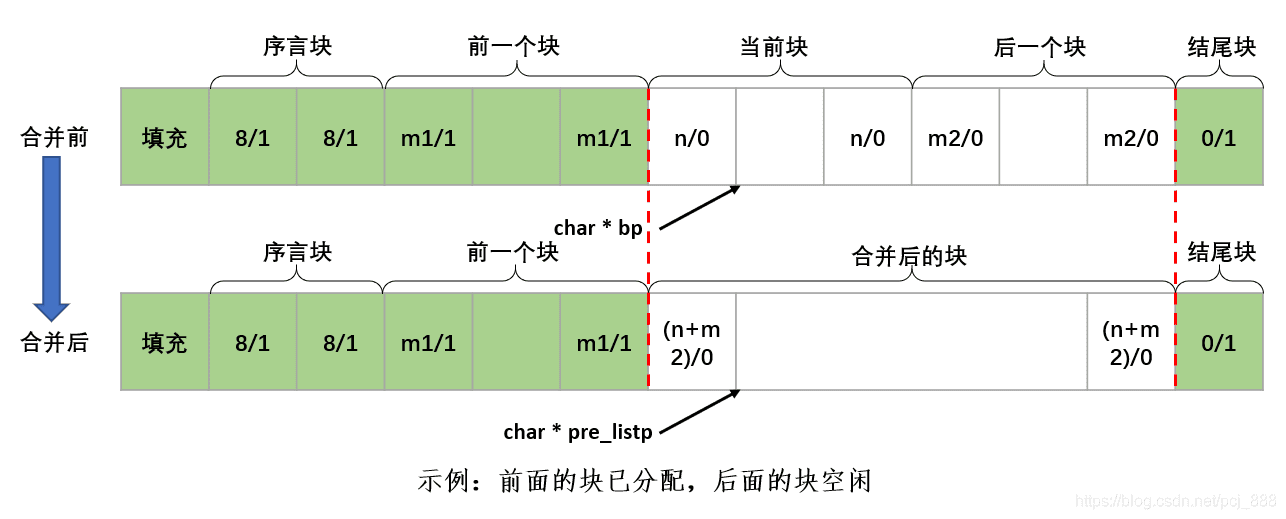 序言块 前一个块 当前块 后一个块 结尾块
合并前 填充 8/1 8/1 m1/1 m1/1 n/0 n/0 m2/0 m2/0 0/1
char * bp
序言块 前一个块 合并后的块 结尾块
合并后 填充 8/1 8/1 m1/1 m1/1 (n+m 2)/0 (n+m 2)/0 0/1
char * pre_listp
示例：前面的块已分配，后面的块空闲
https://blog.csdn.net/pcj_888